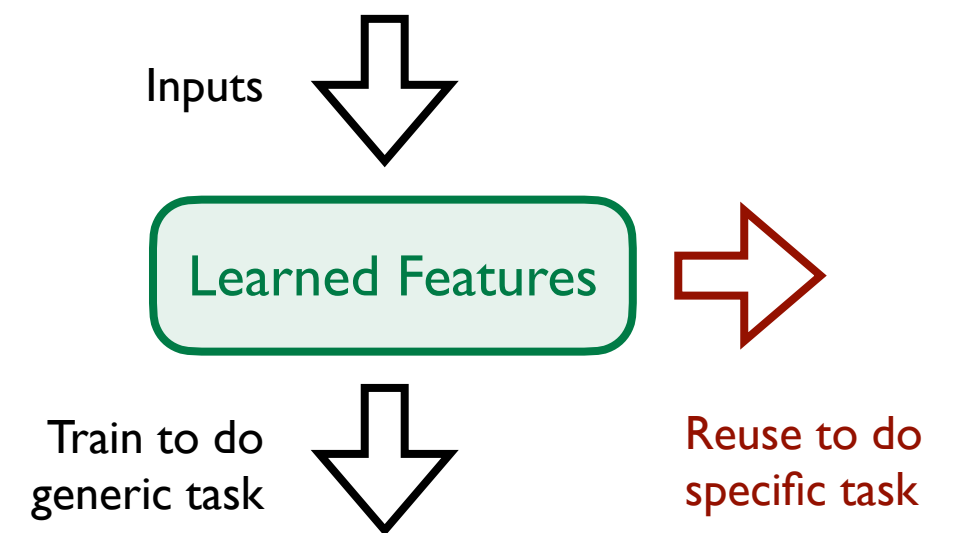 Inputs
Learned Features
Train to do
generic task
Reuse to do
specific task